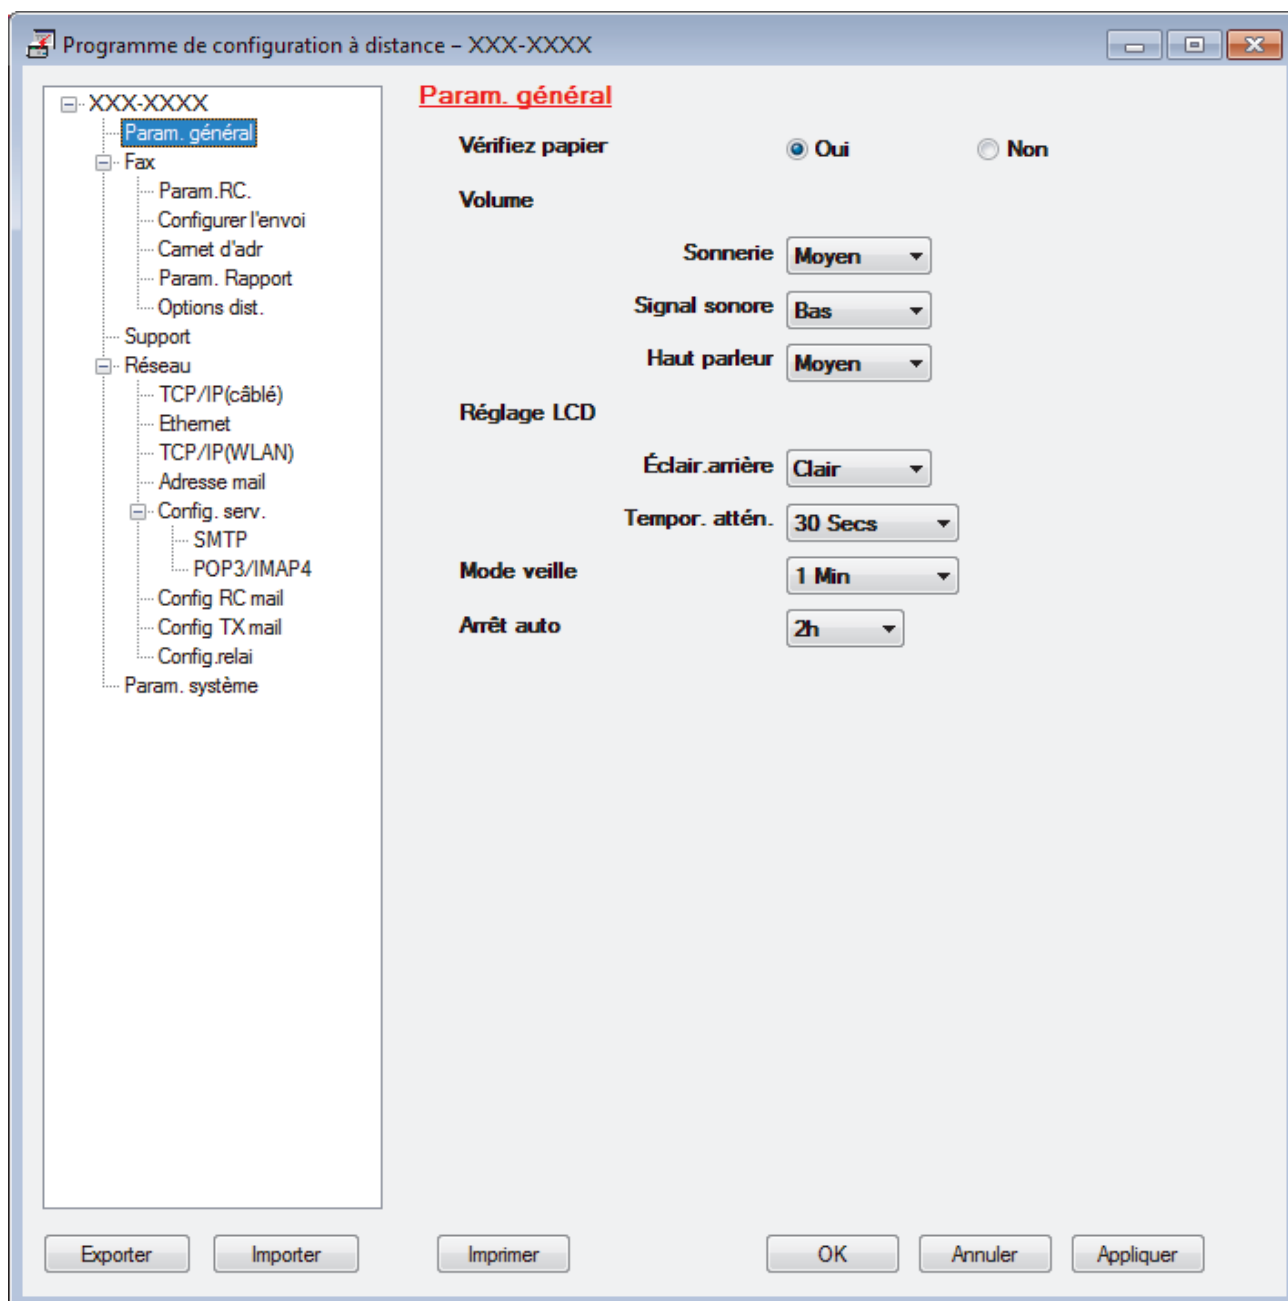 Programme de configuration à distance – XXX-XXXX
XXX-XXXX
Param. général
Fax
Param.RC.
Configurer l'envoi
Carnet d'adr
Param. Rapport
Options dist.
Support
Réseau
TCP/IP(câblé)
Ethernet
TCP/IP(WLAN)
Adresse mail
Config. serv.
SMTP
POP3/IMAP4
Config RC mail
Config TX mail
Config.relai
Param. système
Param. général
Vérifiez papier Oui Non
Volume
Sonnerie Moyen
Signal sonore Bas
Haut parleur Moyen
Réglage LCD
Éclair.arrière Clair
Tempor. attén. 30 Secs
Mode veille 1 Min
Arrêt auto 2h
Exporter Importer Imprimer OK Annuler Appliquer